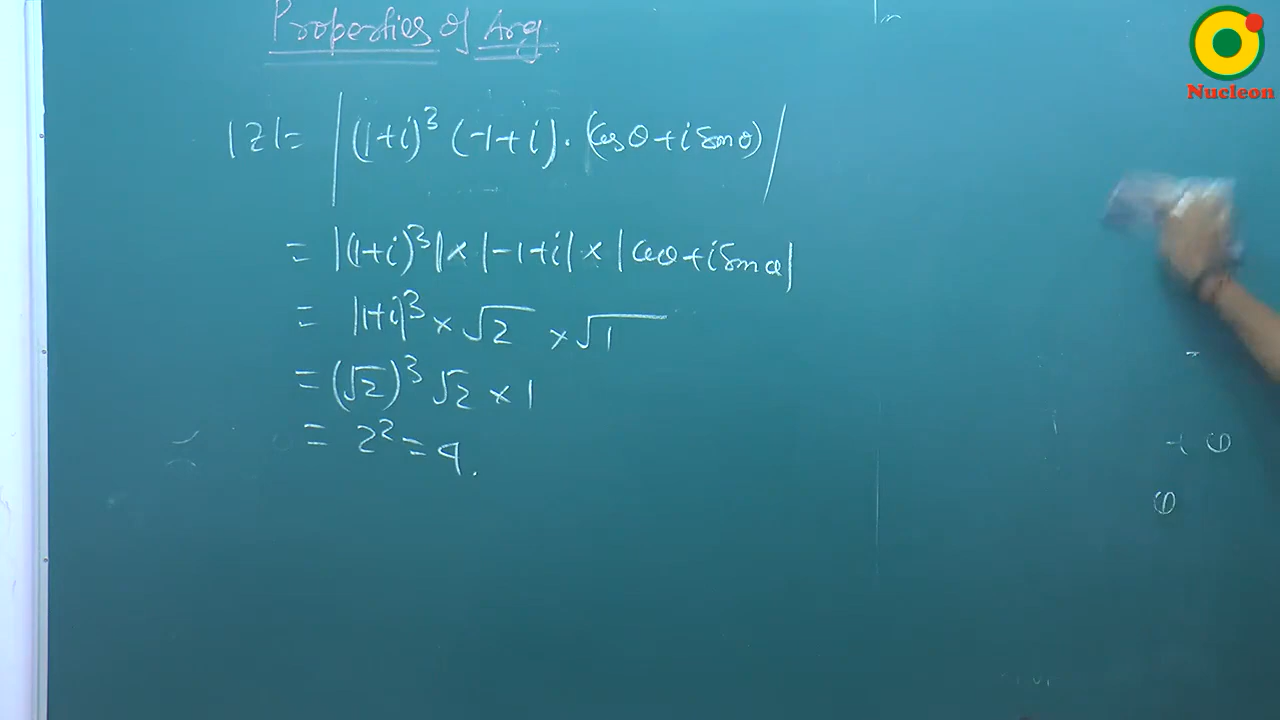 Properties of Arg.
|z| = |(1+i)³ (-1+i). (Cosθ + i Sinθ)|
= |(1+i)³| × |-1+i| × |Cosθ + i Sinα|
= |1+i|³ × √2 × √1
= (√2)³ √2 × 1
= 2² = 4.
Nucleon